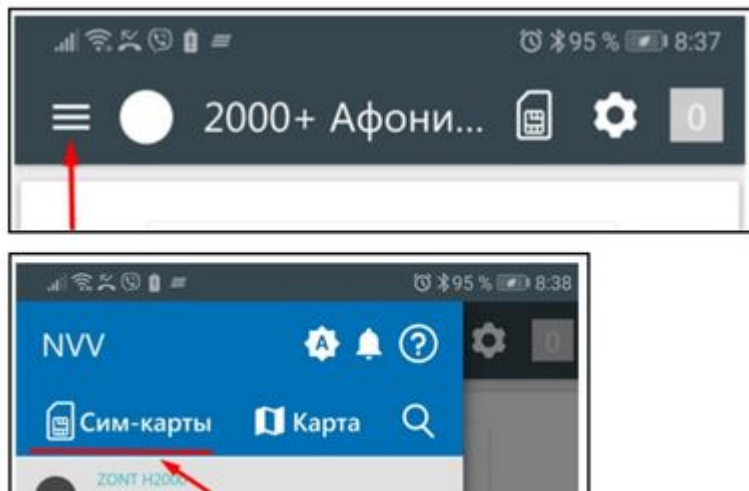 95 % 8:37
2000+ Афони...
0
95 % 8:38
NVV
A
?
0
Сим-карты
Карта
ZONT H2000